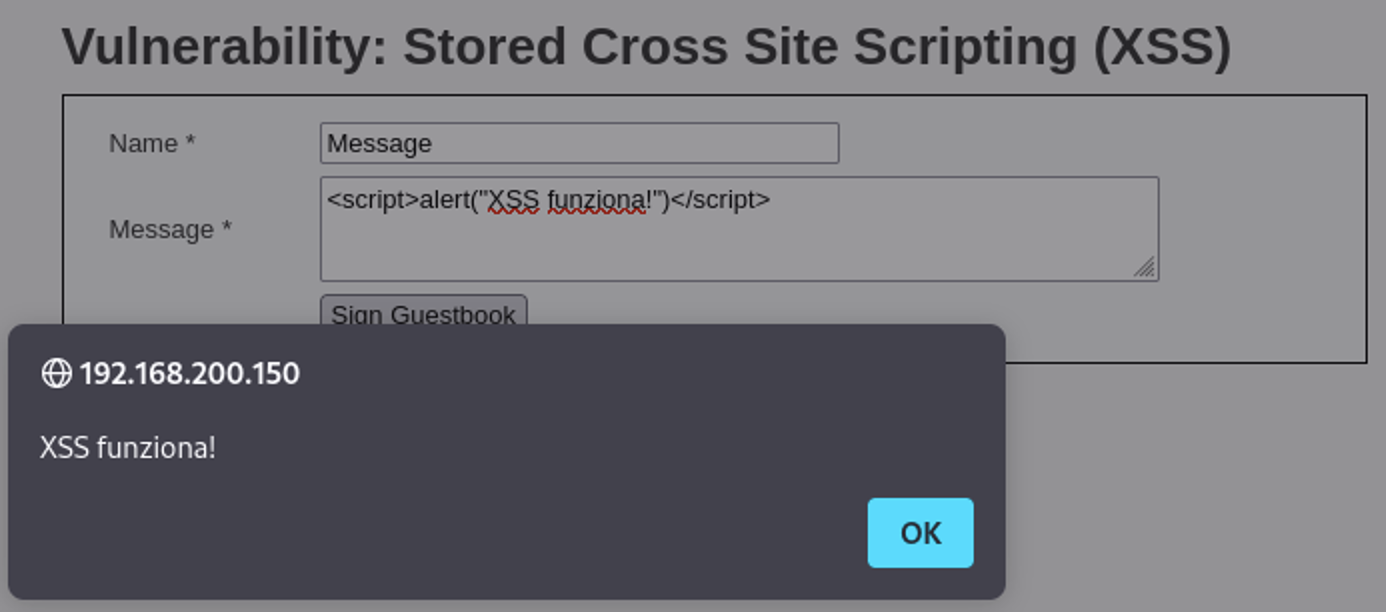 Vulnerability: Stored Cross Site Scripting (XSS)
Name * Message
Message * <script>alert("XSS funziona!")</script>
Sign Guestbook
192.168.200.150
XSS funziona!
OK